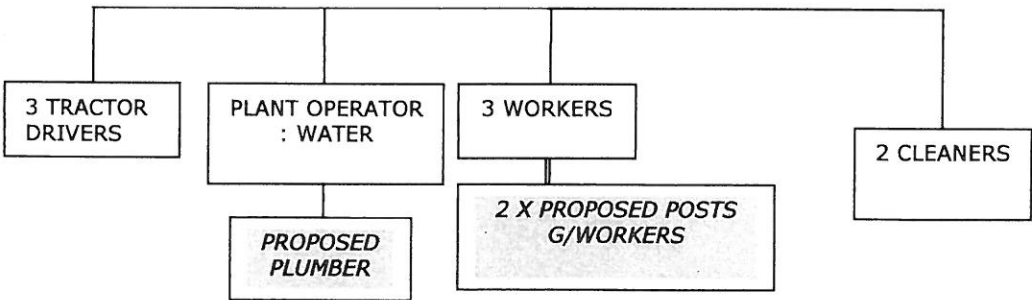 3 TRACTOR
DRIVERS
PLANT OPERATOR
: WATER
3 WORKERS
2 CLEANERS
PROPOSED
PLUMBER
2 X PROPOSED POSTS
G/WORKERS